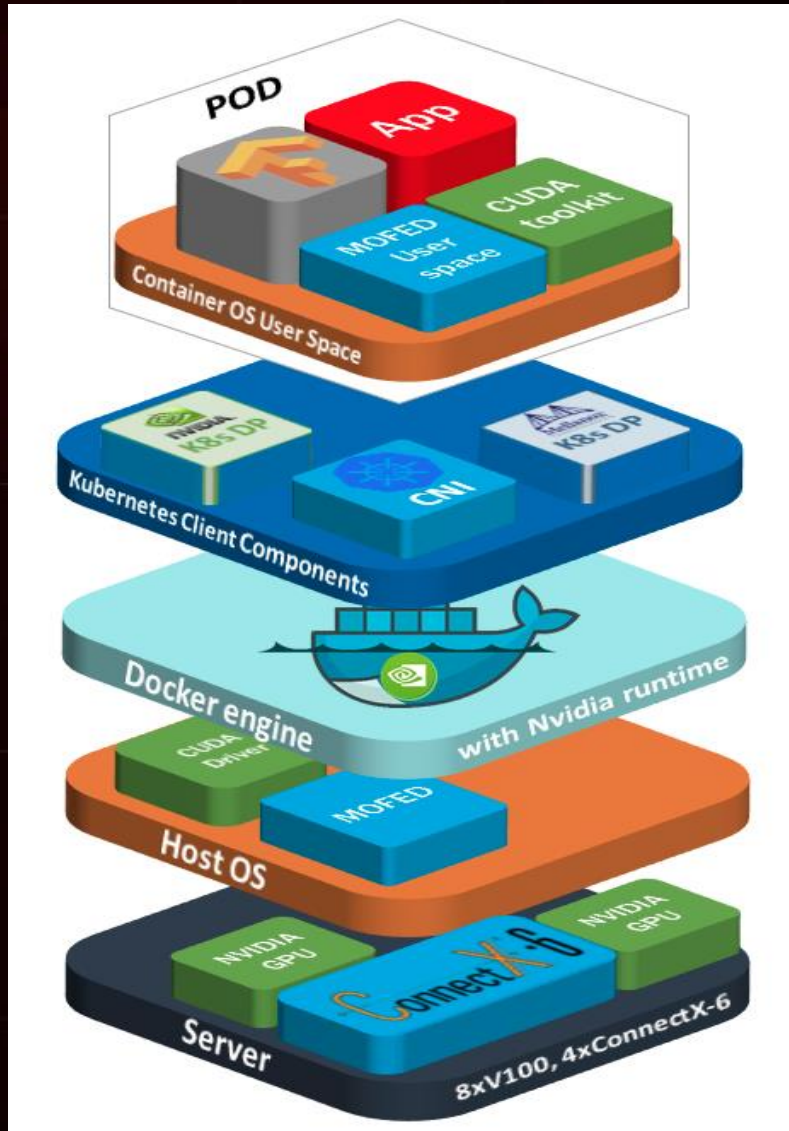 POD
App
MOFED
User
space
CUDA
toolkit
Container OS User Space
NVIDIA
K8s DP
CNI
Mellanox
K8s DP
Kubernetes Client Components
Docker engine
with Nvidia runtime
CUDA
Driver
MOFED
Host OS
NVIDIA
GPU
ConnectX-6
NVIDIA
GPU
Server
8xV100, 4xConnectX-6